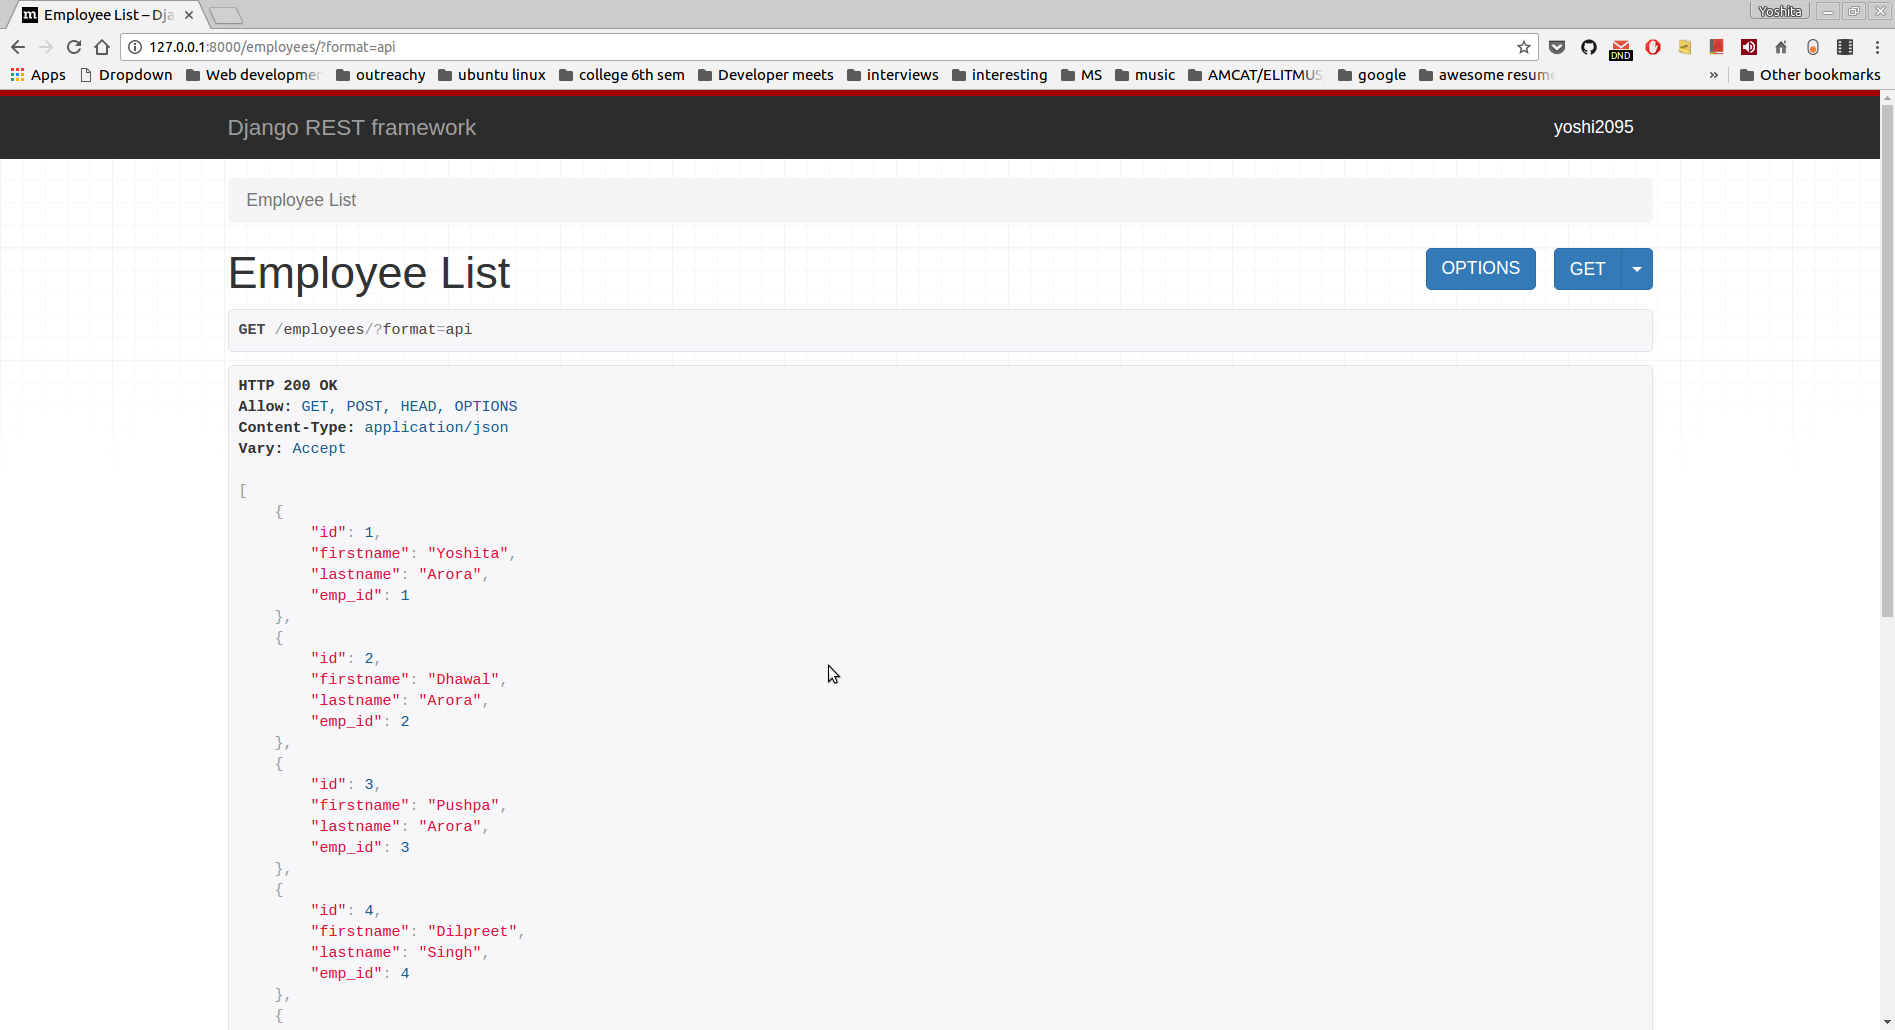 Employee List – Dja
Yoshita
127.0.0.1:8000/employees/?format=api
DND
Apps Dropdown Web developmen outreachy ubuntu linux college 6th sem Developer meets interviews interesting MS music AMCAT/ELITMUS google awesome resume » Other bookmarks
Django REST framework yoshi2095
Employee List
Employee List OPTIONS GET
GET /employees/?format=api
HTTP 200 OK
Allow: GET, POST, HEAD, OPTIONS
Content-Type: application/json
Vary: Accept
[
{
"id": 1,
"firstname": "Yoshita",
"lastname": "Arora",
"emp_id": 1
},
{
"id": 2,
"firstname": "Dhawal",
"lastname": "Arora",
"emp_id": 2
},
{
"id": 3,
"firstname": "Pushpa",
"lastname": "Arora",
"emp_id": 3
},
{
"id": 4,
"firstname": "Dilpreet",
"lastname": "Singh",
"emp_id": 4
},
{